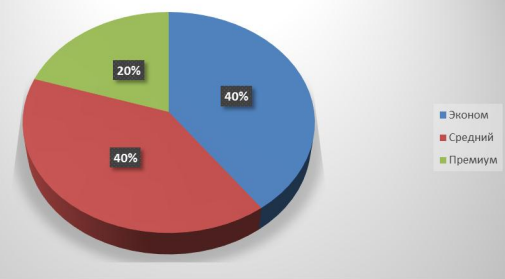 20%
40%
40%
Эконом
Средний
Премиум